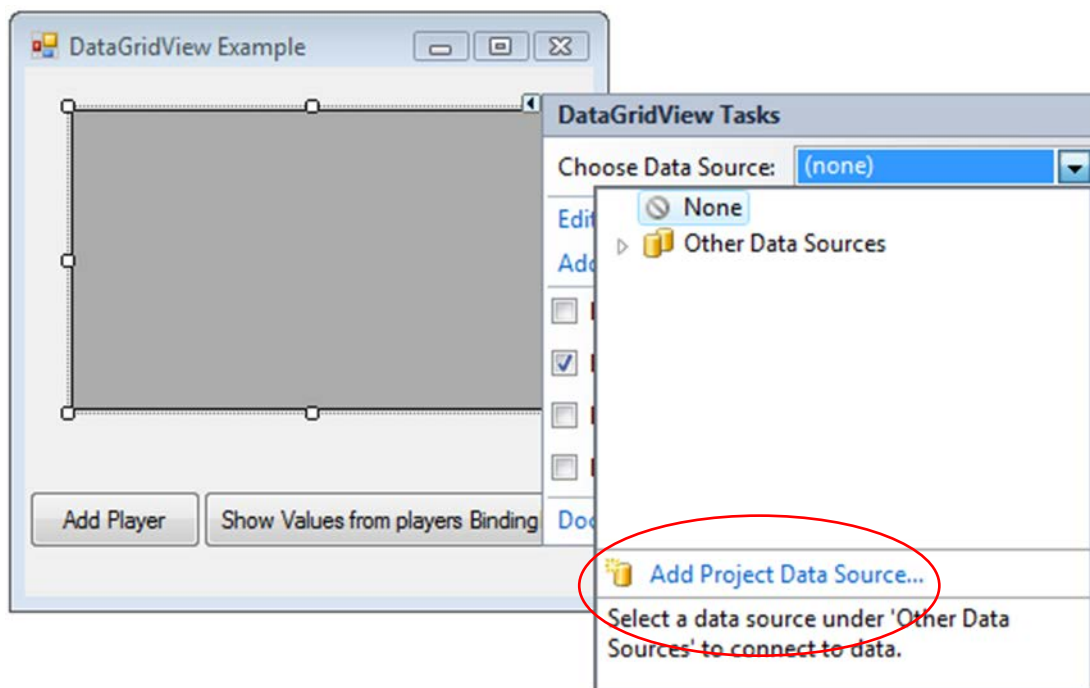 DataGridView Example
DataGridView Tasks
Choose Data Source: (none)
None
Other Data Sources
Add Player
Show Values from players Binding
Add Project Data Source...
Select a data source under 'Other Data
Sources' to connect to data.